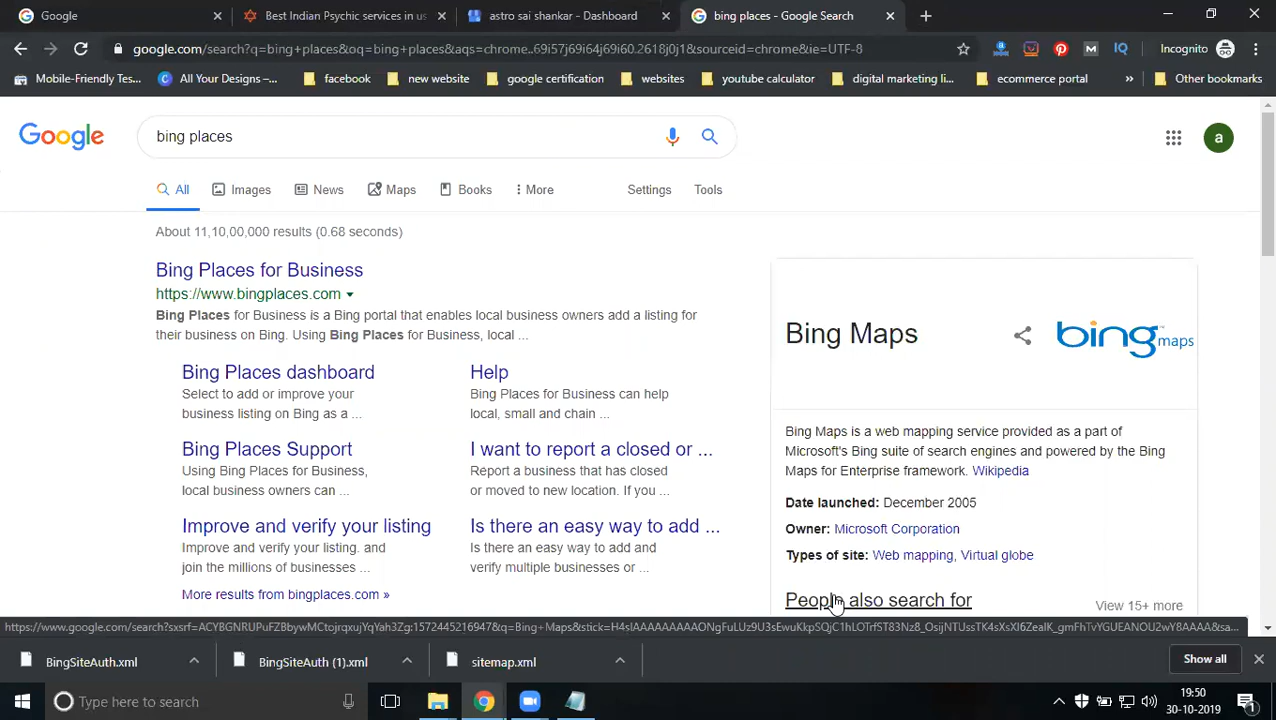 Google
Best Indian Psychic services in us
astro sai shankar - Dashboard
bing places - Google Search
google.com/search?q=bing+places&oq=bing+places&aqs=chrome..69i57j69i64j69i60.2618j0j1&sourceid=chrome&ie=UTF-8
IQ
Incognito
Mobile-Friendly Tes...
All Your Designs –...
facebook
new website
google certification
websites
youtube calculator
digital marketing li...
ecommerce portal
»
Other bookmarks
Google
bing places
a
All
Images
News
Maps
Books
More
Settings
Tools
About 11,10,00,000 results (0.68 seconds)
Bing Places for Business
https://www.bingplaces.com
Bing Places for Business is a Bing portal that enables local business owners add a listing for
their business on Bing. Using Bing Places for Business, local ...
Bing Places dashboard
Select to add or improve your
business listing on Bing as a ...
Help
Bing Places for Business can help
local, small and chain ...
Bing Places Support
Using Bing Places for Business,
local business owners can ...
I want to report a closed or ...
Report a business that has closed
or moved to new location. If you ...
Improve and verify your listing
Improve and verify your listing. and
join the millions of businesses ...
Is there an easy way to add ...
Is there an easy way to add and
verify multiple businesses or ...
More results from bingplaces.com »
Bing Maps
bing maps
Bing Maps is a web mapping service provided as a part of
Microsoft's Bing suite of search engines and powered by the Bing
Maps for Enterprise framework. Wikipedia
Date launched: December 2005
Owner: Microsoft Corporation
Types of site: Web mapping, Virtual globe
People also search for
View 15+ more
BingSiteAuth.xml
BingSiteAuth (1).xml
sitemap.xml
Show all
Type here to search
19:50
30-10-2019
1